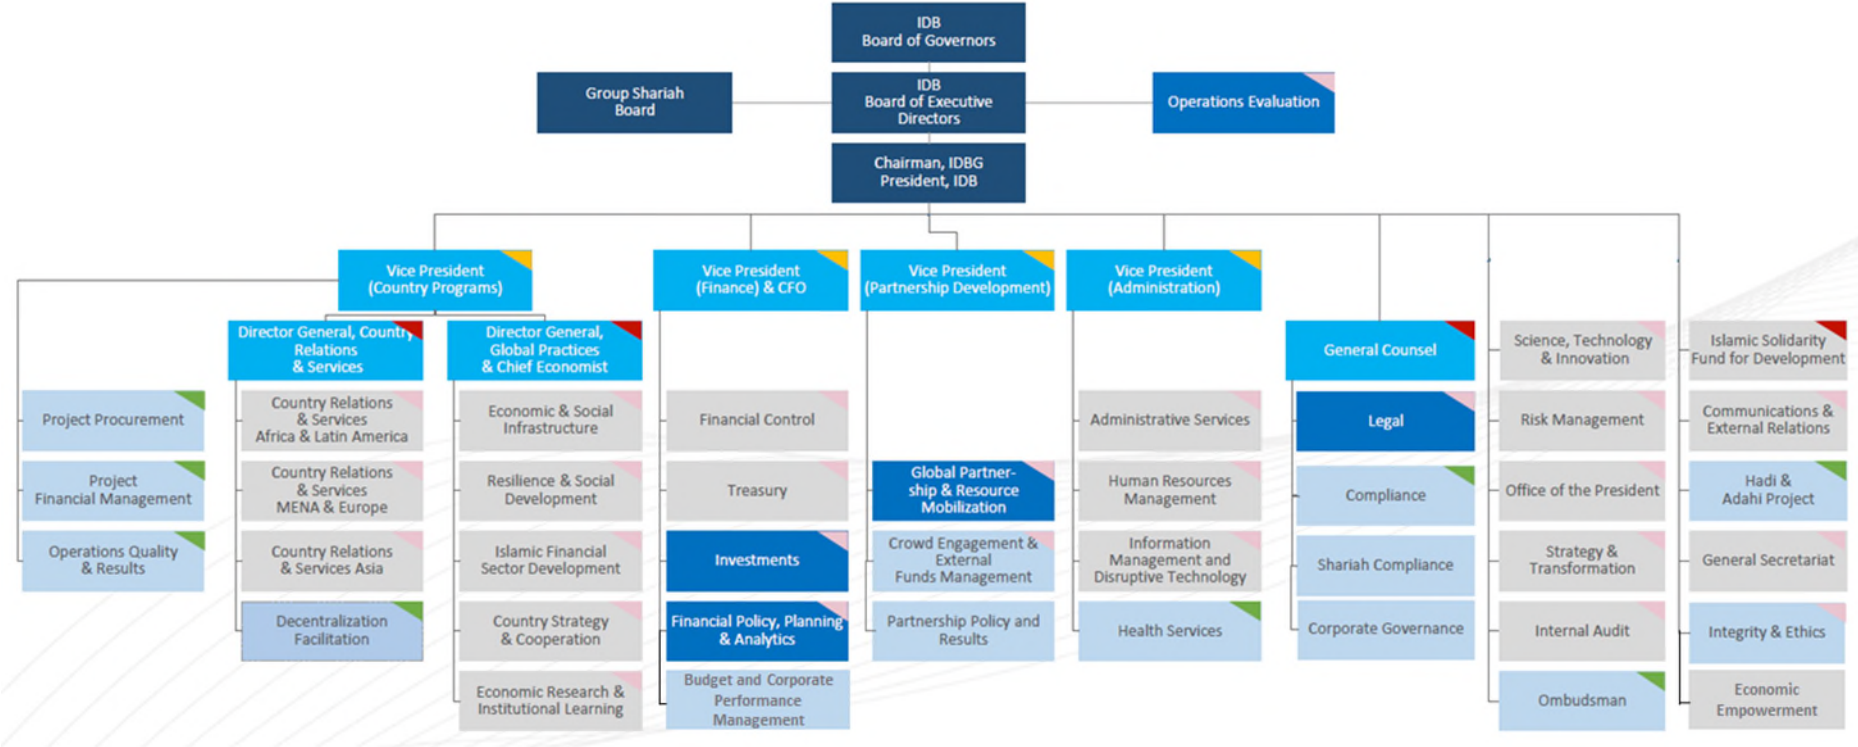 IDB
Board of Governors
Group Shariah
Board
IDB
Board of Executive
Directors
Operations Evaluation
Chairman, IDBG
President, IDB
Vice President
(Country Programs)
Vice President
(Finance) & CFO
Vice President
(Partnership Development)
Vice President
(Administration)
Project Procurement
Project
Financial Management
Operations Quality
& Results
Director General, Country
Relations
& Services
Country Relations
& Services
Africa & Latin America
Country Relations
& Services
MENA & Europe
Country Relations
& Services Asia
Decentralization
Facilitation
Director General,
Global Practices
& Chief Economist
Economic & Social
Infrastructure
Resilience & Social
Development
Islamic Financial
Sector Development
Country Strategy
& Cooperation
Economic Research &
Institutional Learning
Financial Control
Treasury
Investments
Financial Policy, Planning
& Analytics
Budget and Corporate
Performance
Management
Global Partner-
ship & Resource
Mobilization
Crowd Engagement &
External
Funds Management
Partnership Policy and
Results
Administrative Services
Human Resources
Management
Information
Management and
Disruptive Technology
Health Services
General Counsel
Legal
Compliance
Shariah Compliance
Corporate Governance
Science, Technology
& Innovation
Risk Management
Office of the President
Strategy &
Transformation
Internal Audit
Ombudsman
Islamic Solidarity
Fund for Development
Communications &
External Relations
Hadi &
Adahi Project
General Secretariat
Integrity & Ethics
Economic
Empowerment